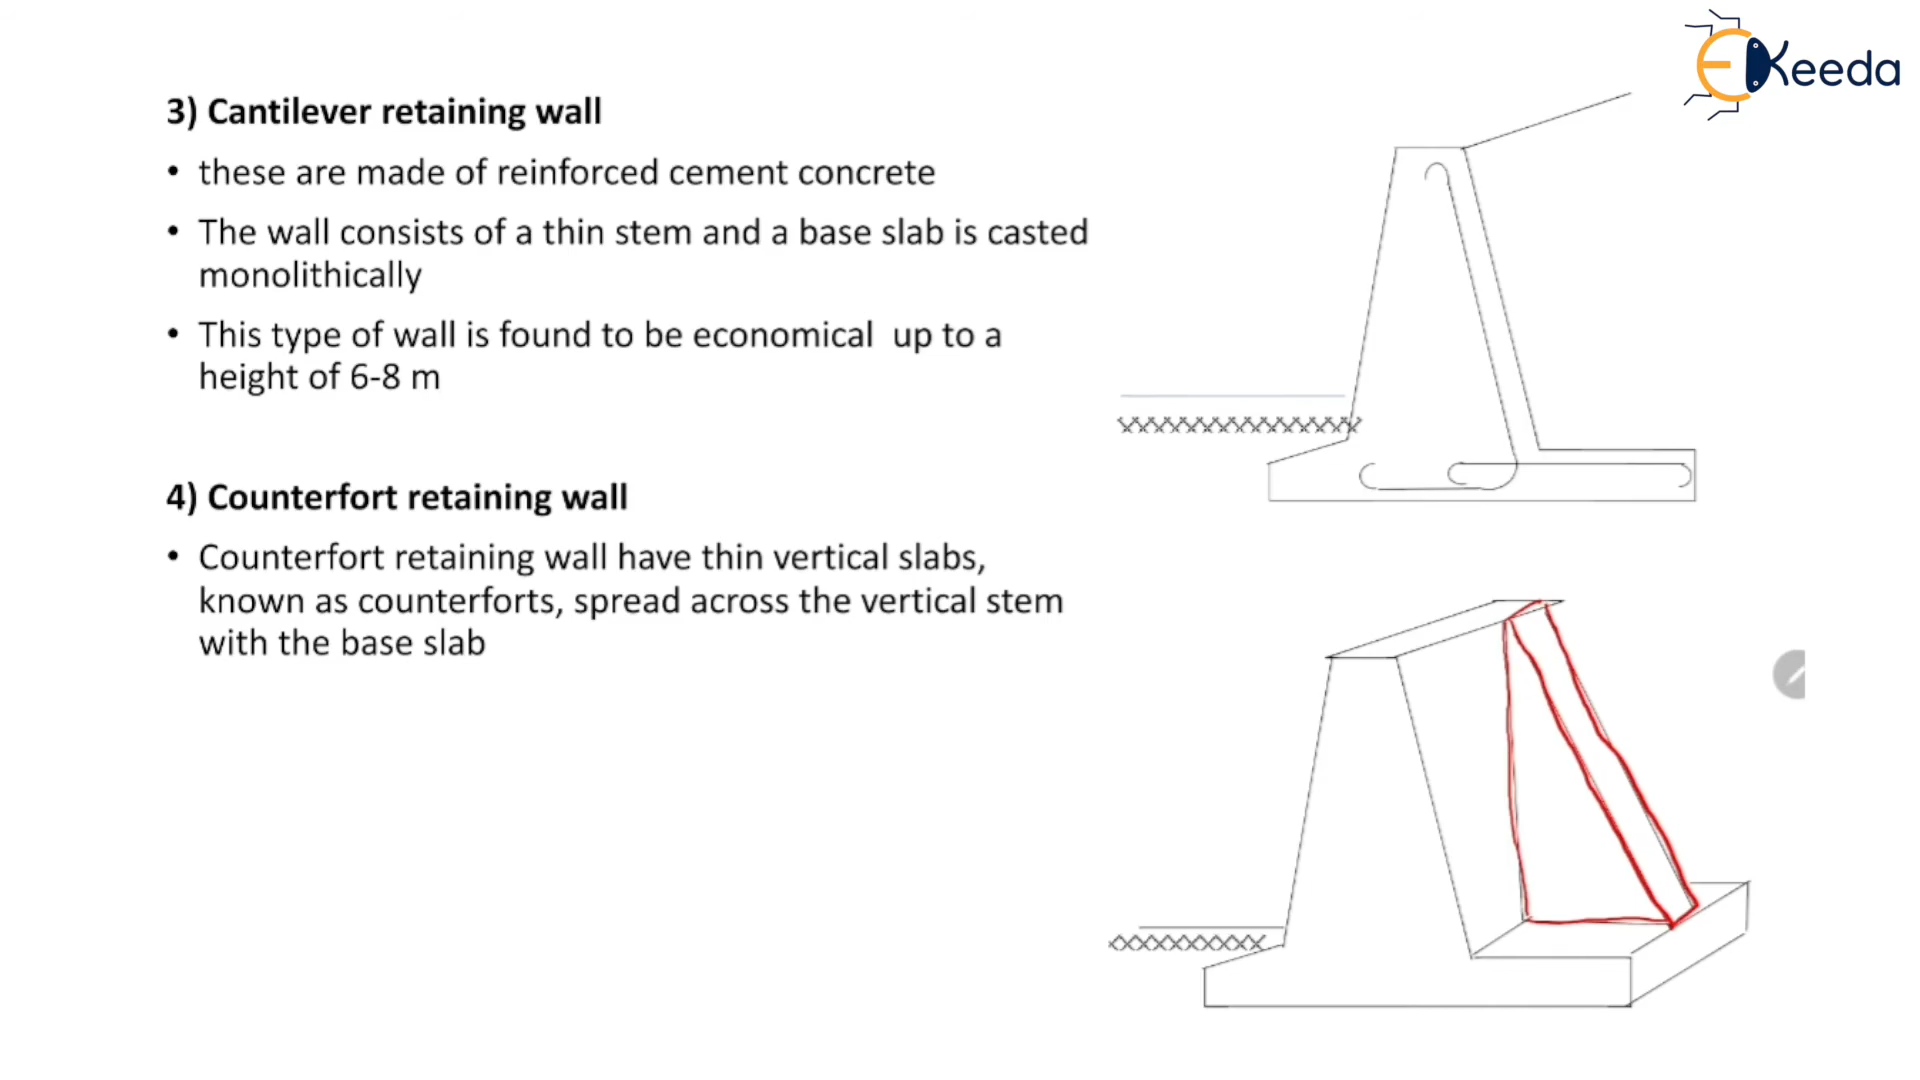 EKeeda
3) Cantilever retaining wall
• these are made of reinforced cement concrete
• The wall consists of a thin stem and a base slab is casted
monolithically
• This type of wall is found to be economical up to a
height of 6-8 m
4) Counterfort retaining wall
• Counterfort retaining wall have thin vertical slabs,
known as counterforts, spread across the vertical stem
with the base slab